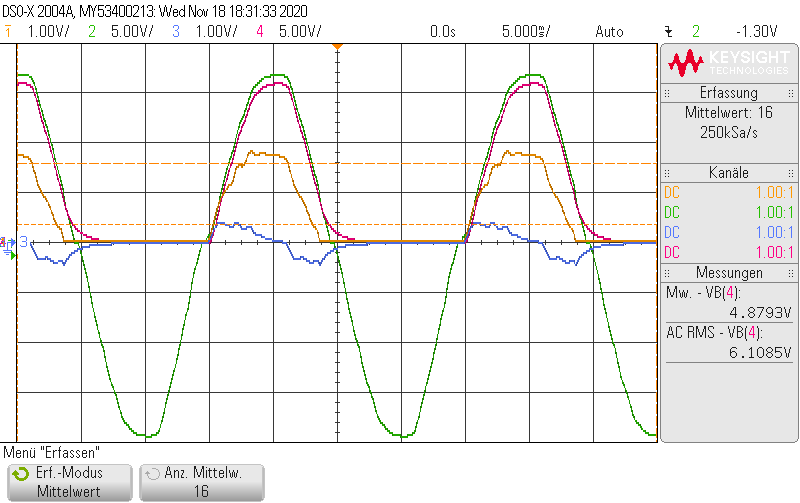 DSO-X 2004A, MY53400213: Wed Nov 18 18:31:33 2020
1 1.00V/ 2 5.00V/ 3 1.00V/ 4 5.00V/ 0.0s 5.000ms/ Auto 2 -1.30V
KEYSIGHT
TECHNOLOGIES
Erfassung
Mittelwert: 16
250kSa/s
Kanäle
DC 1.00:1
DC 1.00:1
DC 1.00:1
DC 1.00:1
Messungen
Mw. - VB(4):
4.8793V
AC RMS - VB(4):
6.1085V
3
Menü "Erfassen"
Erf.-Modus
Mittelwert
Anz. Mittelw.
16